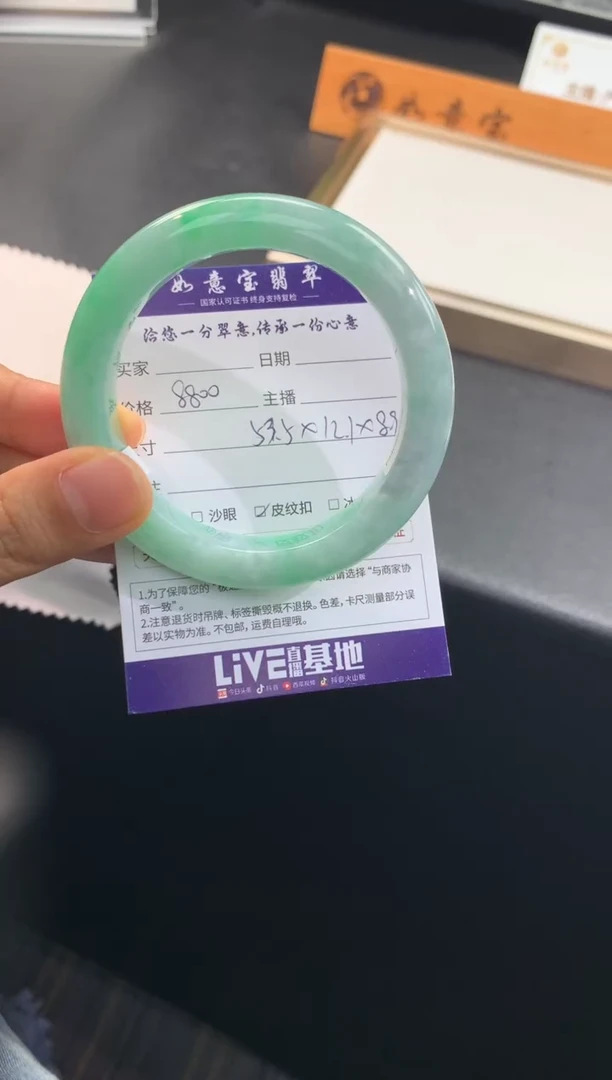 如意宝
如意宝翡翠
国家认可证书 终身支持复检
洽您一分翠意,传承一份心意
买家 日期
价格 8800 主播
寸 53.5×12.1×8.9
沙眼 皮纹扣
1.为了保障您的“ 请选择“与商家协
商一致”。
2.注意退货时吊牌、标签撕毁概不退换。色差,卡尺测量部分误
差以实物为准。不包邮,运费自理哦。
LiVE直播基地
今日头条 抖音 西瓜视频 抖音火山版